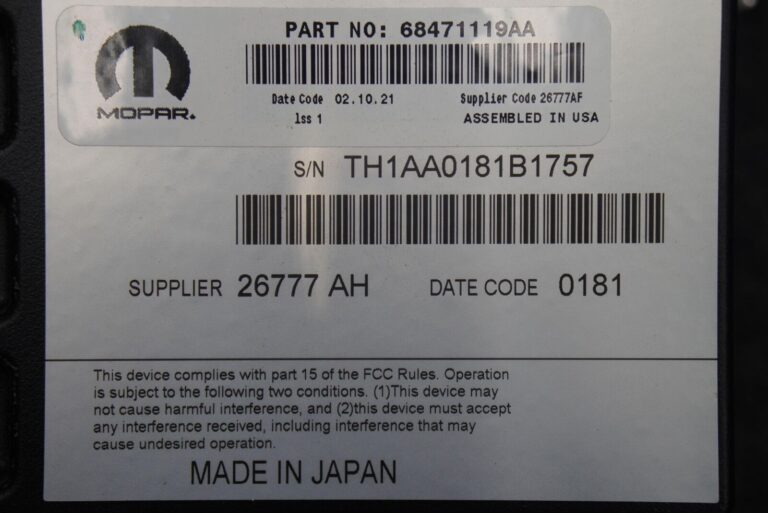 PART NO: 68471119AA
MOPAR.
Date Code 02.10.21 Supplier Code 26777AF
lss 1 ASSEMBLED IN USA
S/N TH1AA0181B1757
SUPPLIER 26777 AH DATE CODE 0181
This device complies with part 15 of the FCC Rules. Operation
is subject to the following two conditions. (1)This device may
not cause harmful interference, and (2)this device must accept
any interference received, including interference that may
cause undesired operation.
MADE IN JAPAN